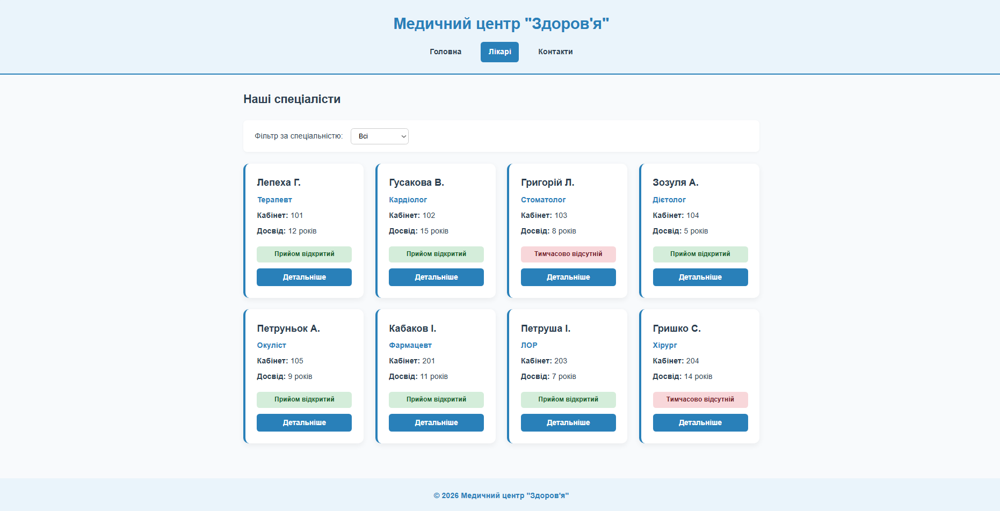 Медичний центр "Здоров'я"
Головна Лікарі Контакти
Наші спеціалісти
Фільтр за спеціальністю: Всі
Лепеха Г.
Терапевт
Кабінет: 101
Досвід: 12 років
Прийом відкритий
Детальніше
Гусакова В.
Кардіолог
Кабінет: 102
Досвід: 15 років
Прийом відкритий
Детальніше
Григорій Л.
Стоматолог
Кабінет: 103
Досвід: 8 років
Тимчасово відсутній
Детальніше
Зозуля А.
Дієтолог
Кабінет: 104
Досвід: 5 років
Прийом відкритий
Детальніше
Петруньок А.
Окуліст
Кабінет: 105
Досвід: 9 років
Прийом відкритий
Детальніше
Кабаков І.
Фармацевт
Кабінет: 201
Досвід: 11 років
Прийом відкритий
Детальніше
Петруша І.
ЛОР
Кабінет: 203
Досвід: 7 років
Прийом відкритий
Детальніше
Гришко С.
Хірург
Кабінет: 204
Досвід: 14 років
Тимчасово відсутній
Детальніше
© 2026 Медичний центр "Здоров'я"